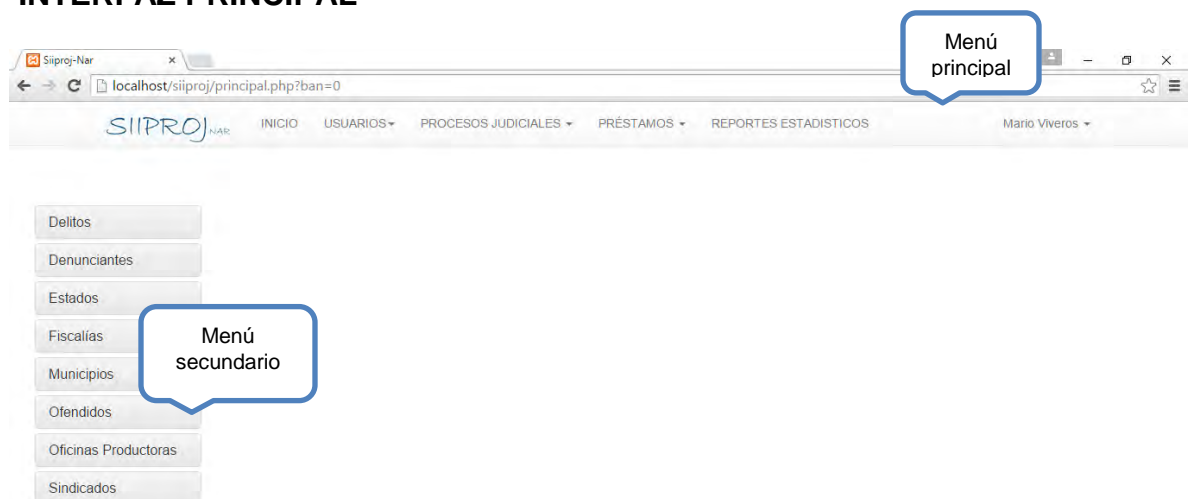 INTERFAZ PRINCIPAL
Menú
principal
Siiproj-Nar
localhost/siiproj/principal.php?ban=0
SIIPROJ NAR INICIO USUARIOS PROCESOS JUDICIALES PRÉSTAMOS REPORTES ESTADISTICOS Mario Viveros
Delitos
Denunciantes
Estados
Fiscalías
Menú
secundario
Municipios
Ofendidos
Oficinas Productoras
Sindicados